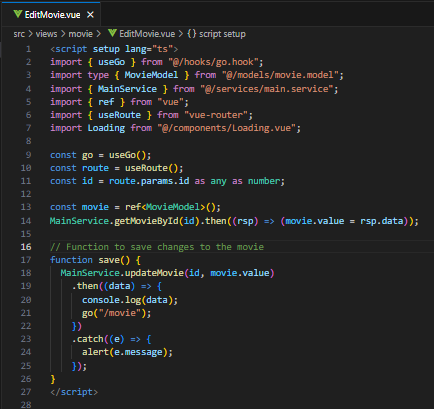 EditMovie.vue ×
src > views > movie > EditMovie.vue > {} script setup
1 <script setup lang="ts">
2 import { useGo } from "@/hooks/go.hook";
3 import type { MovieModel } from "@/models/movie.model";
4 import { MainService } from "@/services/main.service";
5 import { ref } from "vue";
6 import { useRoute } from "vue-router";
7 import Loading from "@/components/Loading.vue";
8
9 const go = useGo();
10 const route = useRoute();
11 const id = route.params.id as any as number;
12
13 const movie = ref<MovieModel>();
14 MainService.getMovieById(id).then((rsp) => (movie.value = rsp.data));
15
16 // Function to save changes to the movie
17 function save() {
18   MainService.updateMovie(id, movie.value)
19     .then((data) => {
20       console.log(data);
21       go("/movie");
22     })
23     .catch((e) => {
24       alert(e.message);
25     });
26 }
27 </script>
28